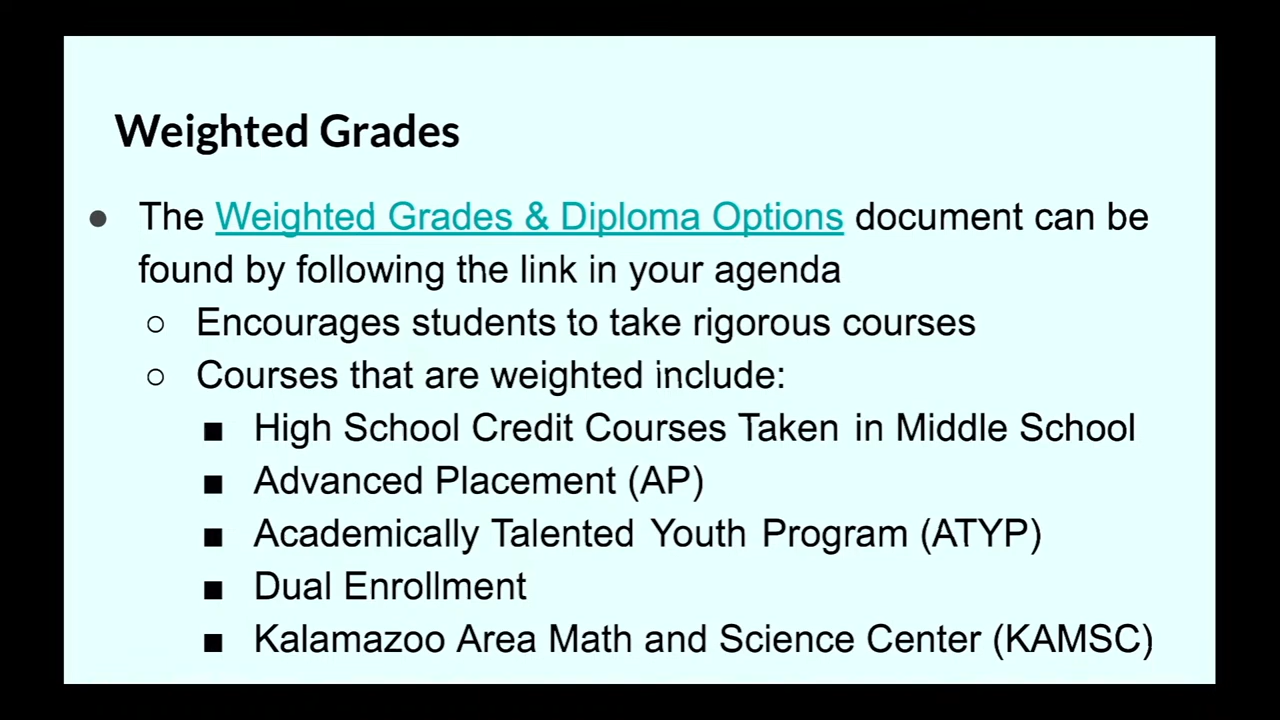 Weighted Grades
● The Weighted Grades & Diploma Options document can be
found by following the link in your agenda
○ Encourages students to take rigorous courses
○ Courses that are weighted include:
■ High School Credit Courses Taken in Middle School
■ Advanced Placement (AP)
■ Academically Talented Youth Program (ATYP)
■ Dual Enrollment
■ Kalamazoo Area Math and Science Center (KAMSC)